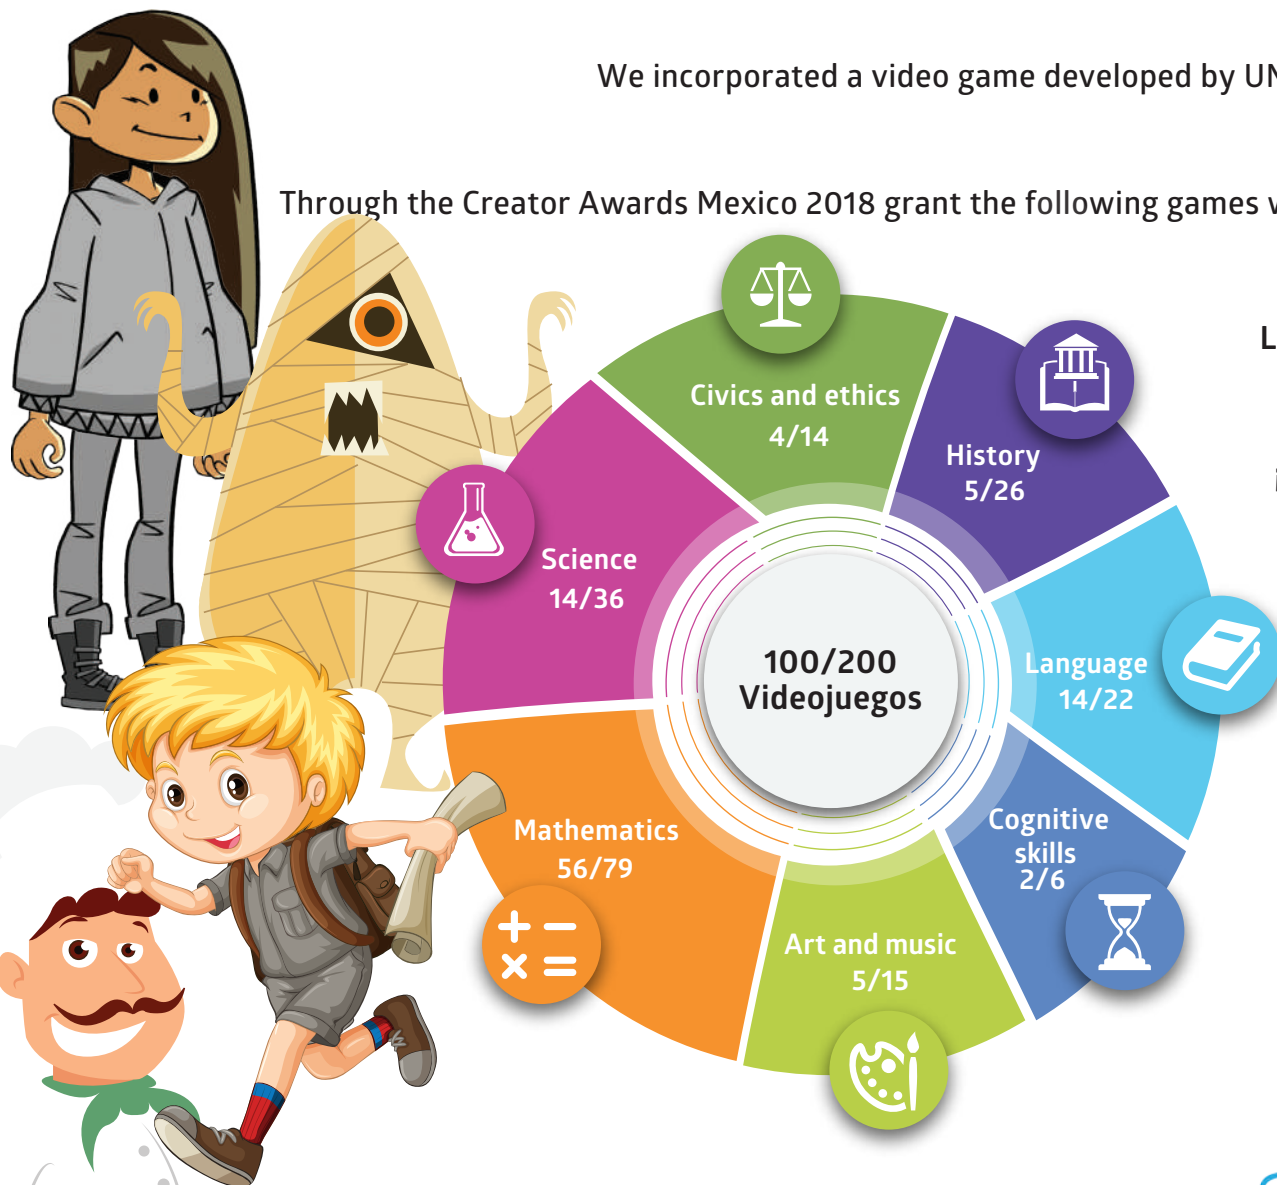 We incorporated a video game developed by UN
Through the Creator Awards Mexico 2018 grant the following games
L
Civics and ethics
4/14
History
5/26
Science
14/36
Language
14/22
100/200
Videojuegos
Cognitive
skills
2/6
Mathematics
56/79
Art and music
5/15